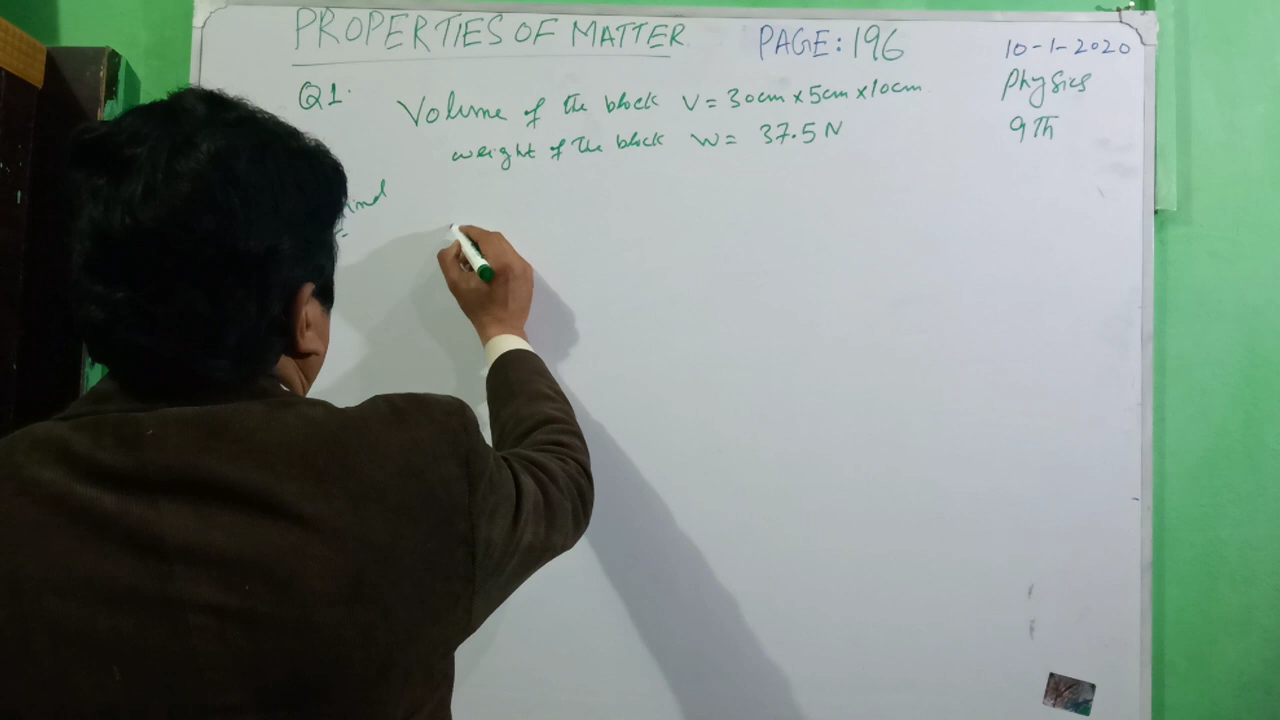 PROPERTIES OF MATTER
PAGE: 196
10-1-2020
Physics
9Th
Q1.
Volume of the block V = 30cm x 5cm x 10cm
weight of the block w = 37.5 N